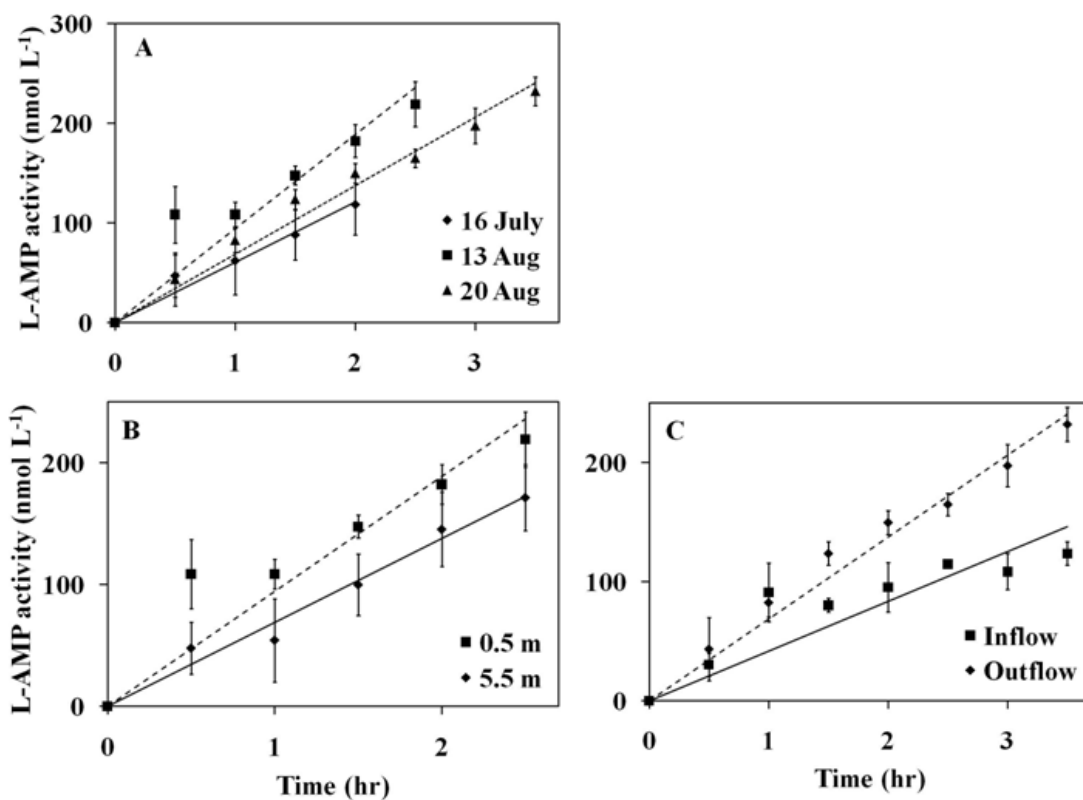 A
L-AMP activity (nmol L⁻¹)
300
200
100
0
16 July
13 Aug
20 Aug
0 1 2 3
B
L-AMP activity (nmol L⁻¹)
200
100
0
0.5 m
5.5 m
0 1 2
Time (hr)
C
200
100
0
Inflow
Outflow
0 1 2 3
Time (hr)